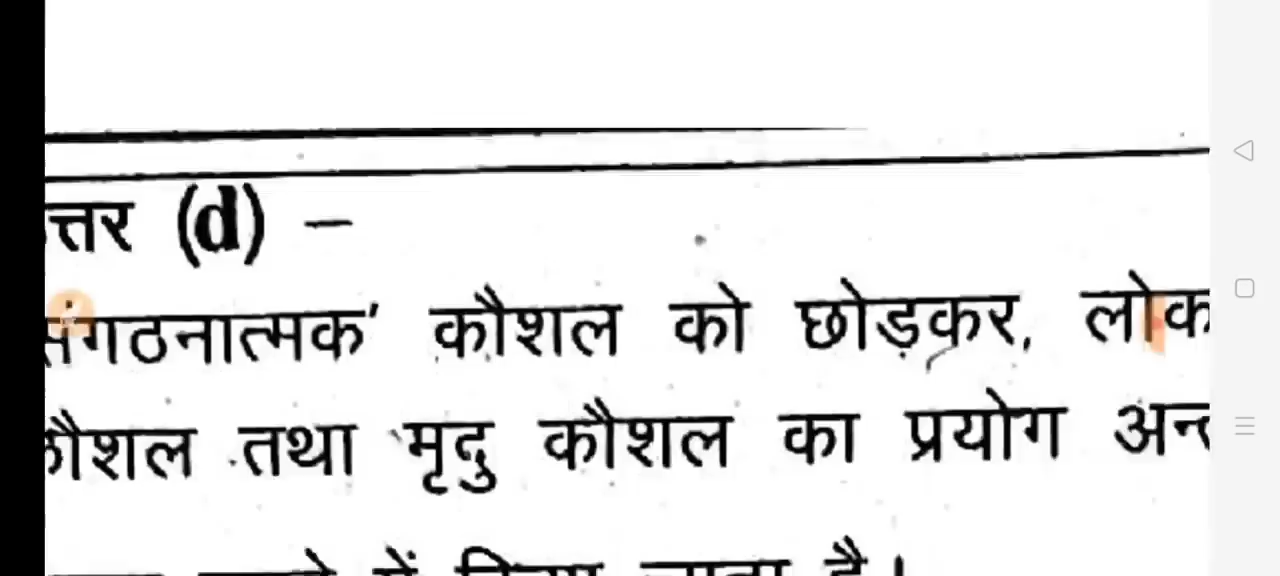 त्तर (d) –
संगठनात्मक' कौशल को छोड़कर, लोक
कौशल तथा मृदु कौशल का प्रयोग अन्त
में किया जाता है।